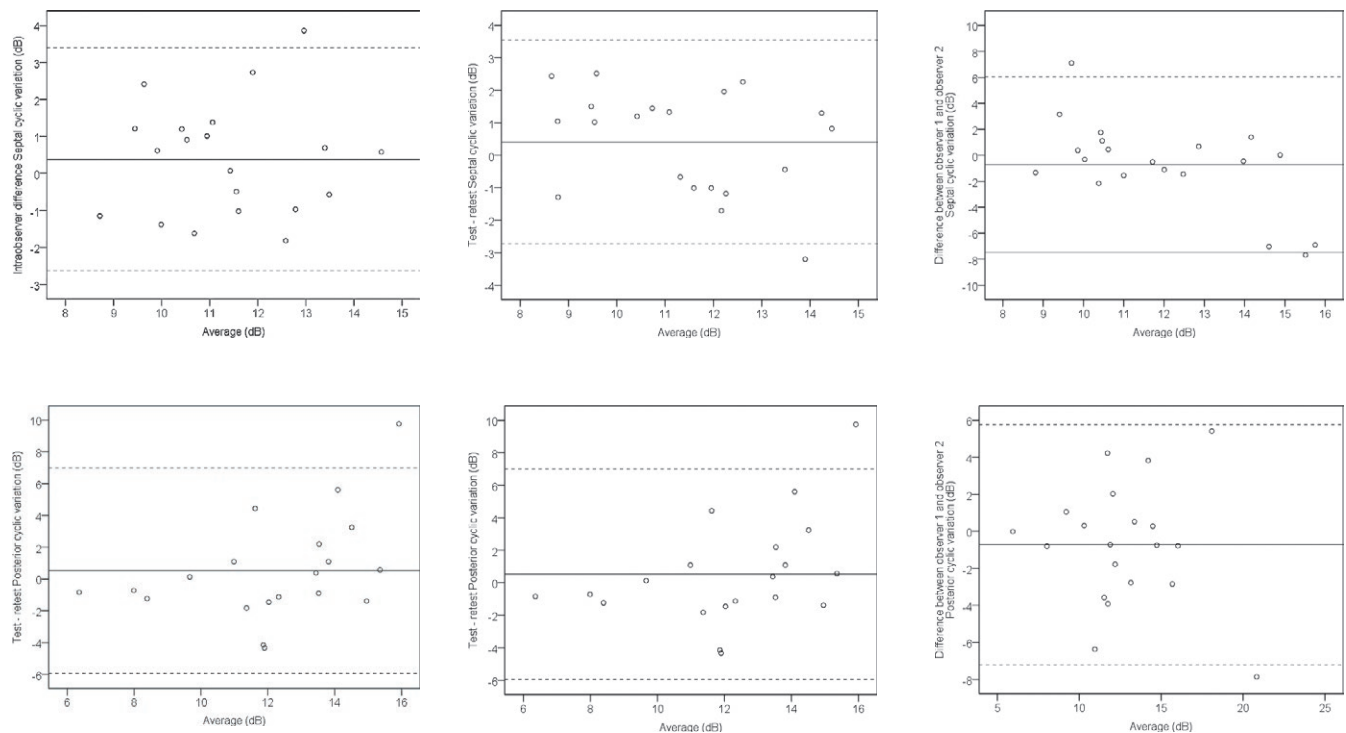 Intraobserver difference Septal cyclic variation (dB)
4
3
2
1
0
-1
-2
-3
8 9 10 11 12 13 14 15
Average (dB)
Test - retest Septal cyclic variation (dB)
4
3
2
1
0
-1
-2
-3
-4
8 9 10 11 12 13 14 15
Average (dB)
Difference between observer 1 and observer 2
Septal cyclic variation (dB)
10
8
6
4
2
0
-2
-4
-6
-8
-10
8 9 10 11 12 13 14 15 16
Average (dB)
Test - retest Posterior cyclic variation (dB)
10
8
6
4
2
0
-2
-4
-6
6 8 10 12 14 16
Average (dB)
Test - retest Posterior cyclic variation (dB)
10
8
6
4
2
0
-2
-4
-6
6 8 10 12 14 16
Average (dB)
Difference between observer 1 and observer 2
Posterior cyclic variation (dB)
6
4
2
0
-2
-4
-6
-8
5 10 15 20 25
Average (dB)